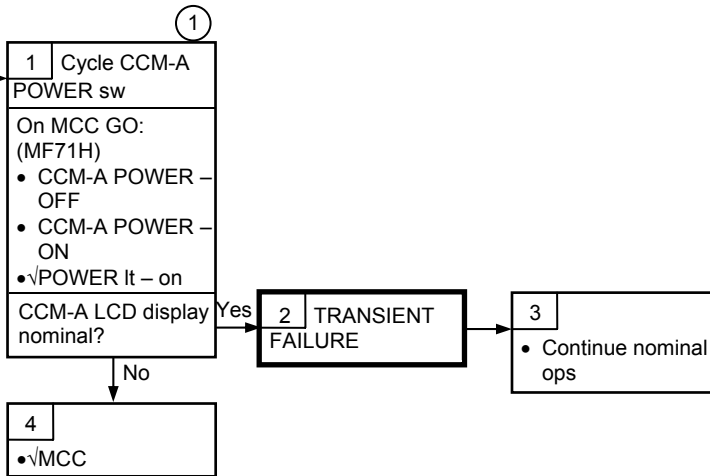 1
1 Cycle CCM-A
POWER sw
On MCC GO:
(MF71H)
• CCM-A POWER –
OFF
• CCM-A POWER –
ON
•√POWER lt – on
CCM-A LCD display
nominal?
Yes
2 TRANSIENT
FAILURE
3
• Continue nominal
ops
No
4
•√MCC